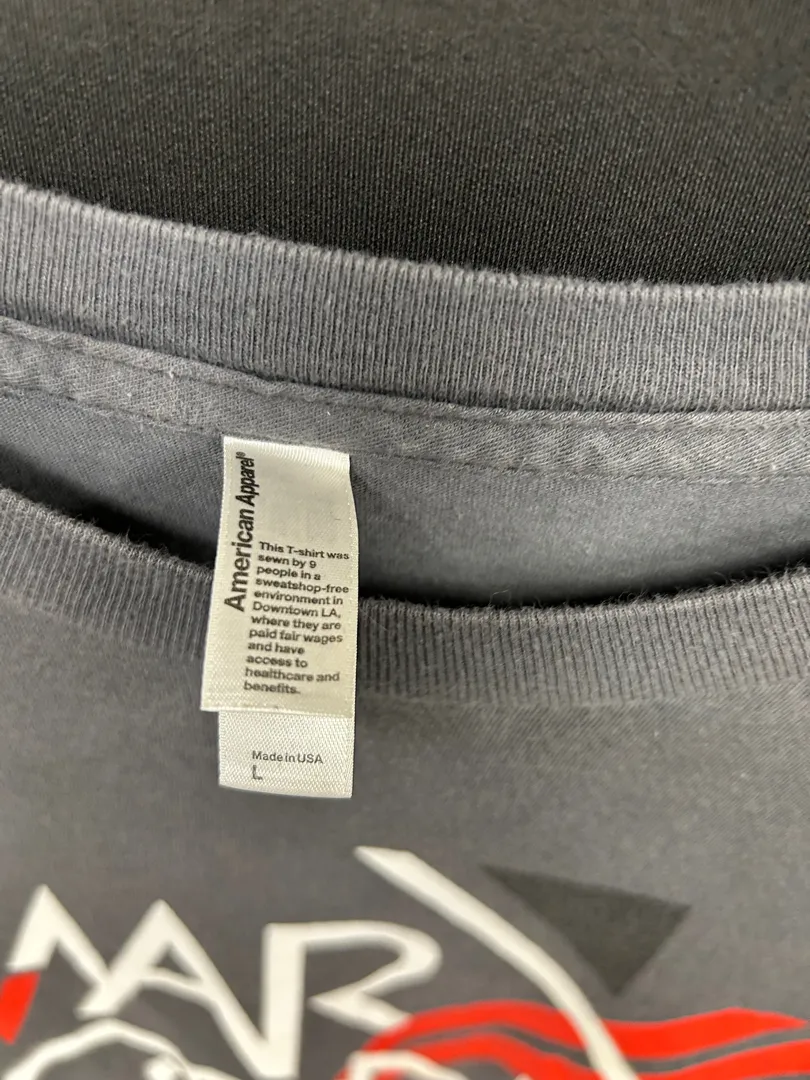 American Apparel®
This T-shirt was
sewn by 9
people in a
sweatshop-free
environment in
Downtown LA,
where they are
paid fair wages
and have
access to
healthcare and
benefits.
Made in USA
L
MAR